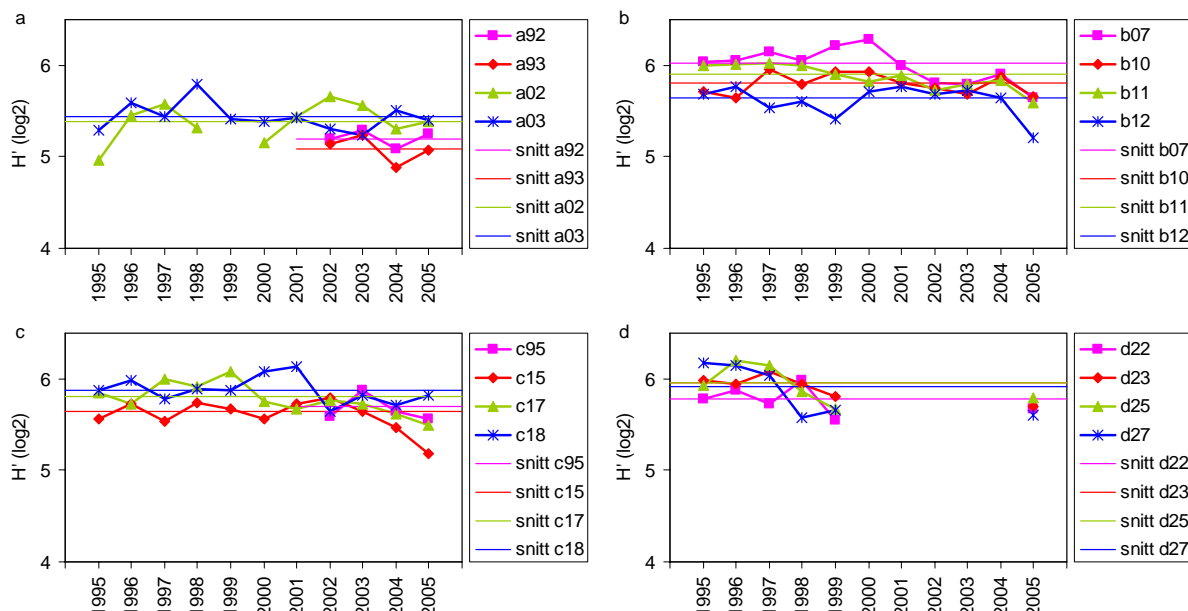 a
H' (log2)
6
5
4
1995
1996
1997
1998
1999
2000
2001
2002
2003
2004
2005
a92
a93
a02
a03
snitt a92
snitt a93
snitt a02
snitt a03
b
H' (log2)
6
5
4
1995
1996
1997
1998
1999
2000
2001
2002
2003
2004
2005
b07
b10
b11
b12
snitt b07
snitt b10
snitt b11
snitt b12
c
H' (log2)
6
5
4
1995
1996
1997
1998
1999
2000
2001
2002
2003
2004
2005
c95
c15
c17
c18
snitt c95
snitt c15
snitt c17
snitt c18
d
H' (log2)
6
5
4
1995
1996
1997
1998
1999
2000
2001
2002
2003
2004
2005
d22
d23
d25
d27
snitt d22
snitt d23
snitt d25
snitt d27